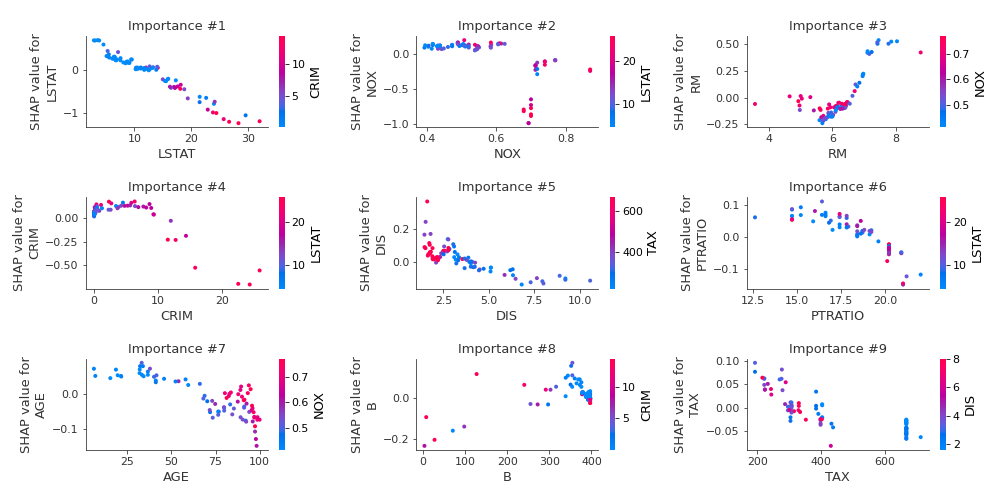 Importance #1
SHAP value for
LSTAT
0
−1
10
20
30
LSTAT
10
5
CRIM
Importance #2
SHAP value for
NOX
0.0
−0.5
−1.0
0.4
0.6
0.8
NOX
20
10
LSTAT
Importance #3
SHAP value for
RM
0.50
0.25
0.00
−0.25
4
6
8
RM
0.7
0.6
0.5
NOX
Importance #4
SHAP value for
CRIM
0.00
−0.25
−0.50
0
10
20
CRIM
20
10
LSTAT
Importance #5
SHAP value for
DIS
0.2
0.0
2.5
5.0
7.5
10.0
DIS
600
400
TAX
Importance #6
SHAP value for
PTRATIO
0.1
0.0
−0.1
12.5
15.0
17.5
20.0
PTRATIO
20
10
LSTAT
Importance #7
SHAP value for
AGE
0.0
−0.1
25
50
75
100
AGE
0.7
0.6
0.5
NOX
Importance #8
SHAP value for
B
0.0
−0.2
0
100
200
300
400
B
10
5
CRIM
Importance #9
SHAP value for
TAX
0.10
0.05
0.00
−0.05
200
400
600
TAX
8
6
4
2
DIS